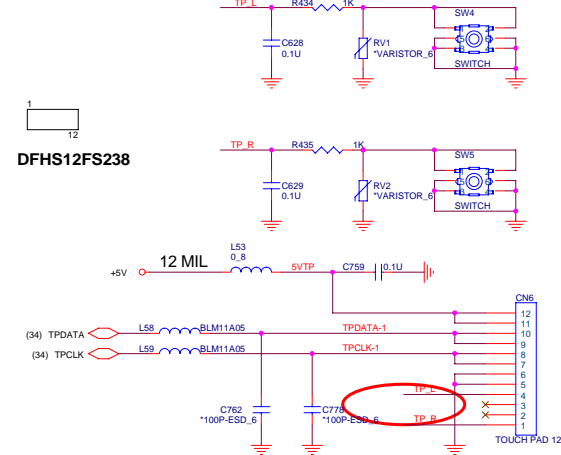 TP_L R434 1K
SW4
C628
0.1U
RV1
*VARISTOR_6
SWITCH
1
12
DFHS12FS238
TP_R R435 1K
SW5
C629
0.1U
RV2
*VARISTOR_6
SWITCH
L53
0_8
+5V 12 MIL 5VTP C759 0.1U
CN6
12
11
(34) TPDATA L58 BLM11A05 TPDATA-1 10
9
(34) TPCLK L59 BLM11A05 TPCLK-1 8
7
6
5
TP_L 4
3
2
TP_R 1
C762
*100P-ESD_6
C778
*100P-ESD_6
TOUCH PAD 12